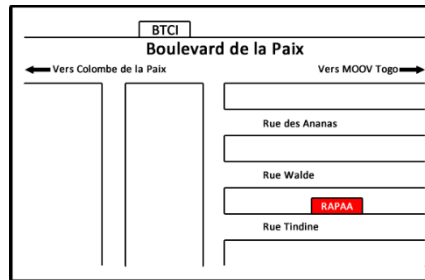 BTCI
Boulevard de la Paix
Vers Colombe de la Paix
Vers MOOV Togo
Rue des Ananas
Rue Walde
RAPAA
Rue Tindine